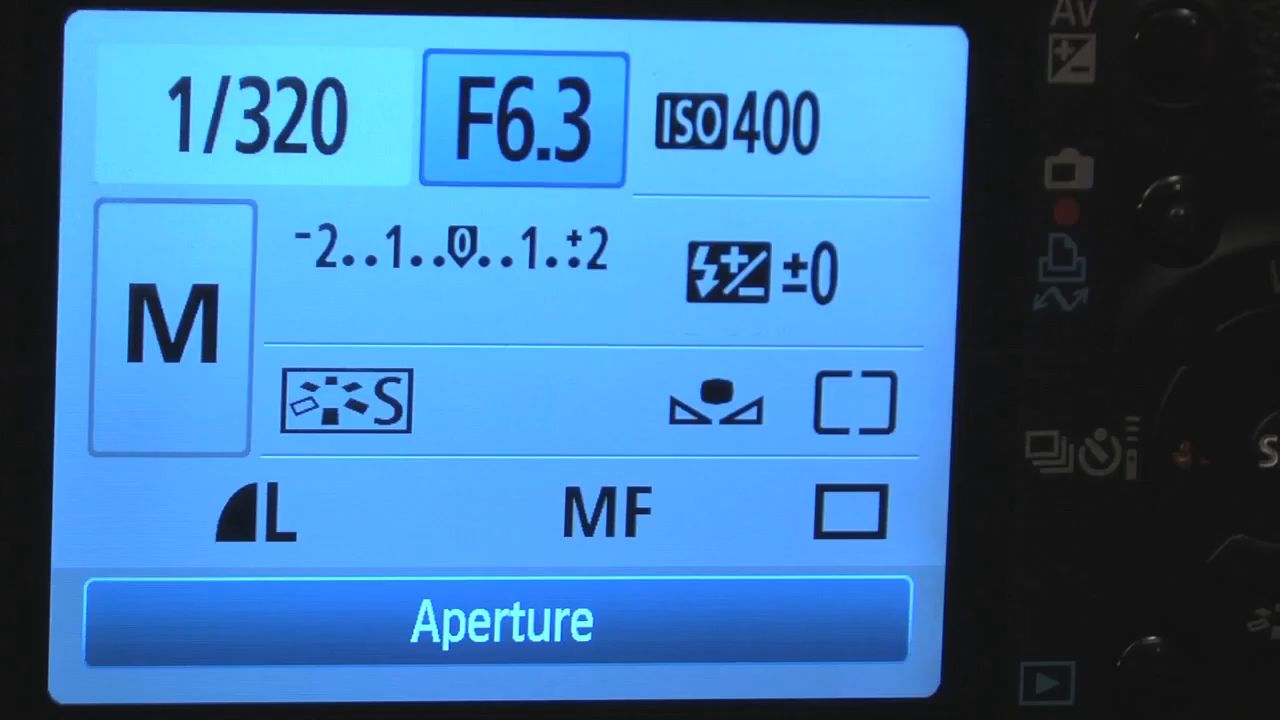 1/320 F6.3 ISO 400
-2..1..0..1.:+2 ±0
M
S
L MF
Aperture
Av
S